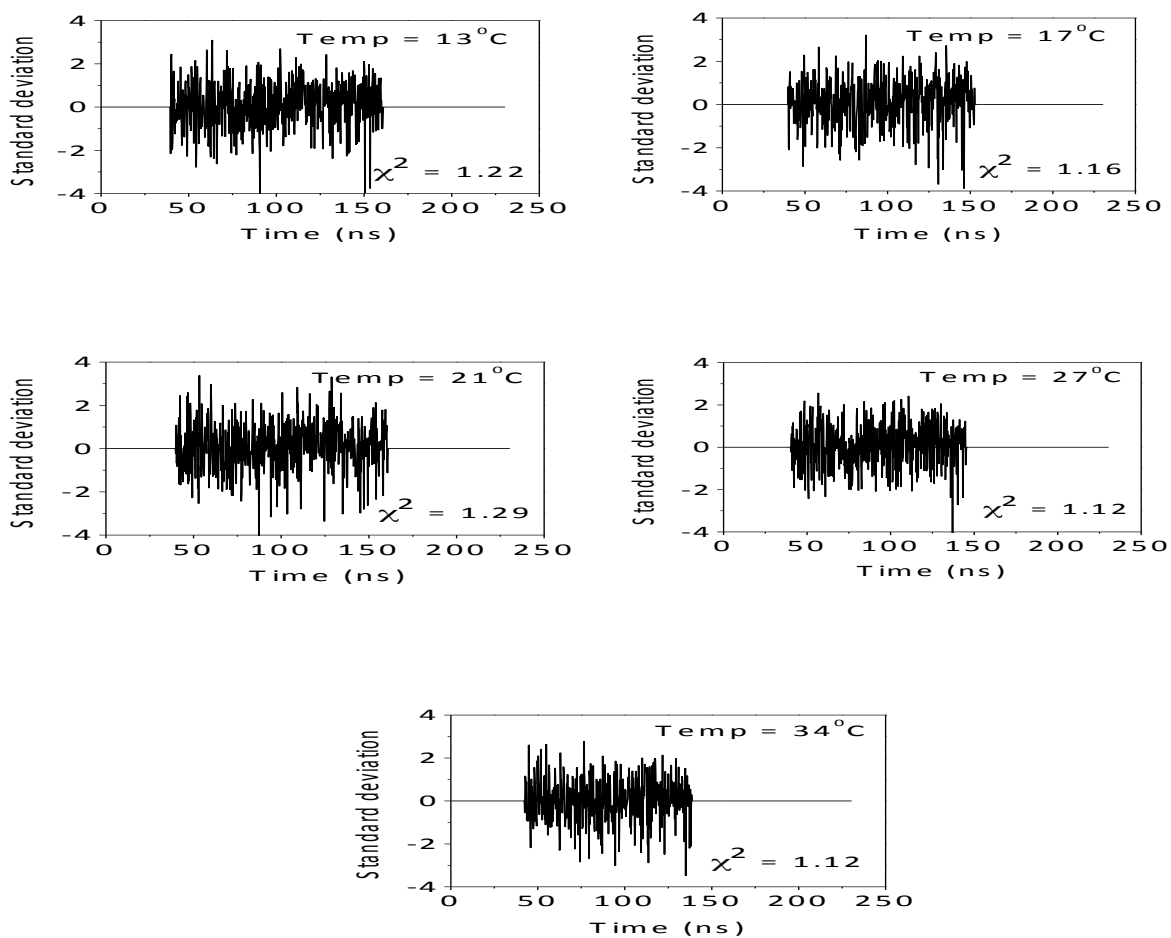 Standard deviation
4
2
0
-2
-4
Temp = 13°C
χ² = 1.22
0 50 100 150 200 250
Time (ns)
Standard deviation
4
2
0
-2
-4
Temp = 17°C
χ² = 1.16
0 50 100 150 200 250
Time (ns)
Standard deviation
4
2
0
-2
-4
Temp = 21°C
χ² = 1.29
0 50 100 150 200 250
Time (ns)
Standard deviation
4
2
0
-2
-4
Temp = 27°C
χ² = 1.12
0 50 100 150 200 250
Time (ns)
Standard deviation
4
2
0
-2
-4
Temp = 34°C
χ² = 1.12
0 50 100 150 200 250
Time (ns)